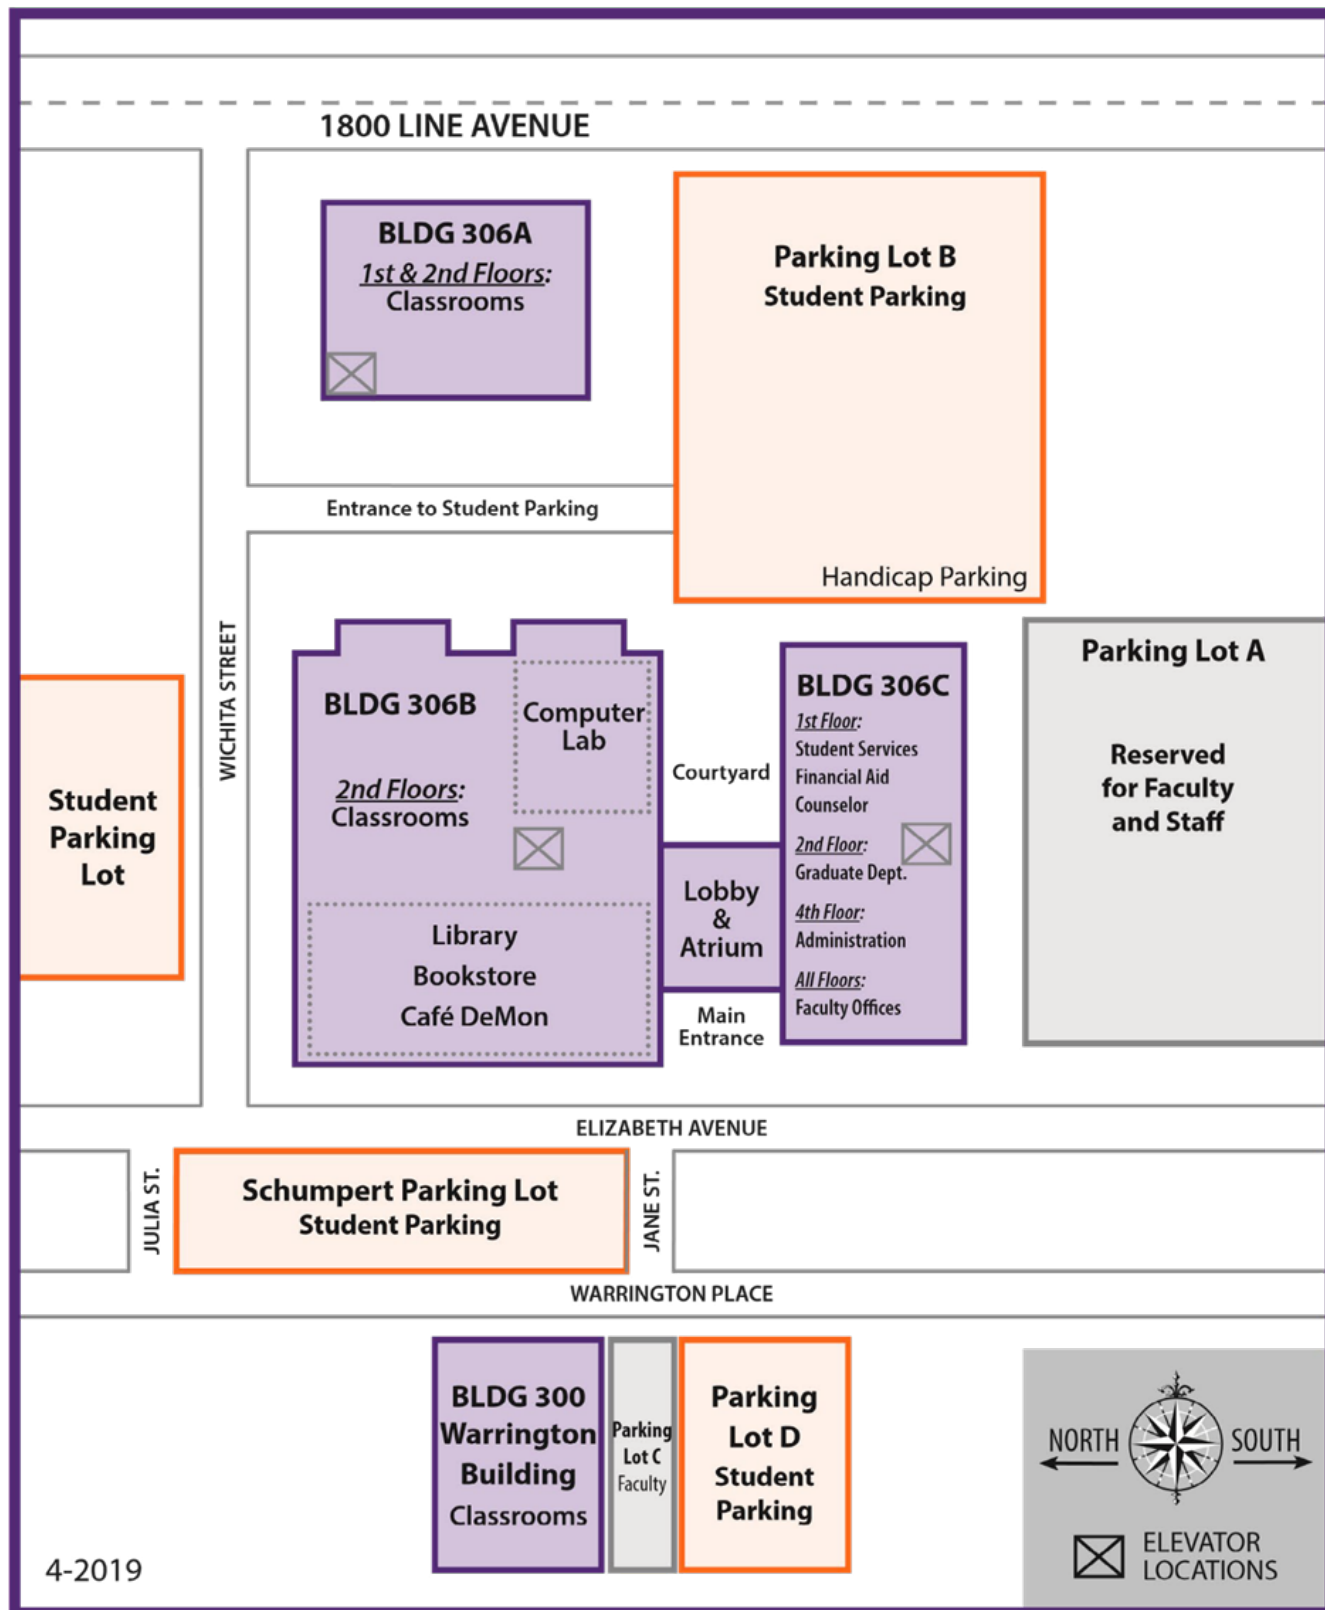 1800 LINE AVENUE
BLDG 306A
1st & 2nd Floors:
Classrooms
Parking Lot B
Student Parking
Entrance to Student Parking
Handicap Parking
WICHITA STREET
Student
Parking
Lot
BLDG 306B
2nd Floors:
Classrooms
Computer
Lab
Library
Bookstore
Café DeMon
Courtyard
Lobby
&
Atrium
Main
Entrance
BLDG 306C
1st Floor:
Student Services
Financial Aid
Counselor
2nd Floor:
Graduate Dept.
4th Floor:
Administration
All Floors:
Faculty Offices
Parking Lot A
Reserved
for Faculty
and Staff
ELIZABETH AVENUE
JULIA ST.
Schumpert Parking Lot
Student Parking
JANE ST.
WARRINGTON PLACE
BLDG 300
Warrington
Building
Classrooms
Parking
Lot C
Faculty
Parking
Lot D
Student
Parking
NORTH
SOUTH
ELEVATOR
LOCATIONS
4-2019